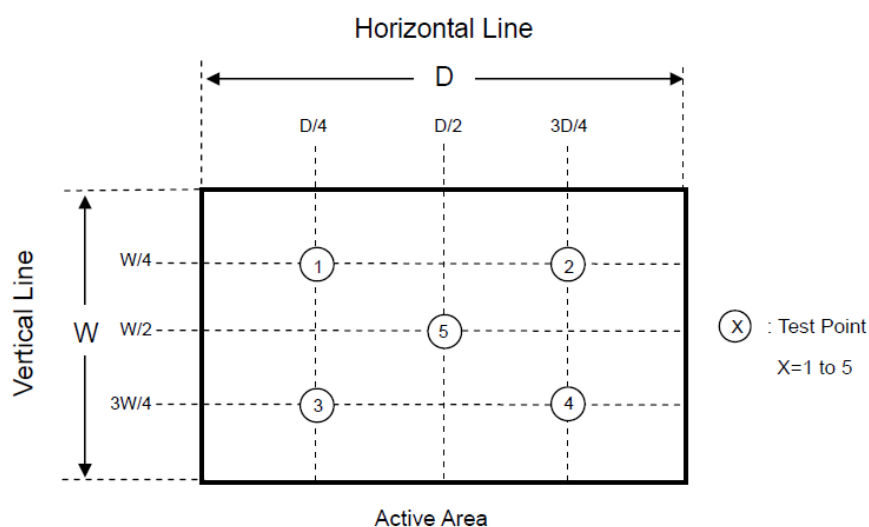 Horizontal Line
D
D/4 D/2 3D/4
Vertical Line
W
W/4
1 2
W/2
5
3W/4
3 4
X : Test Point
X=1 to 5
Active Area